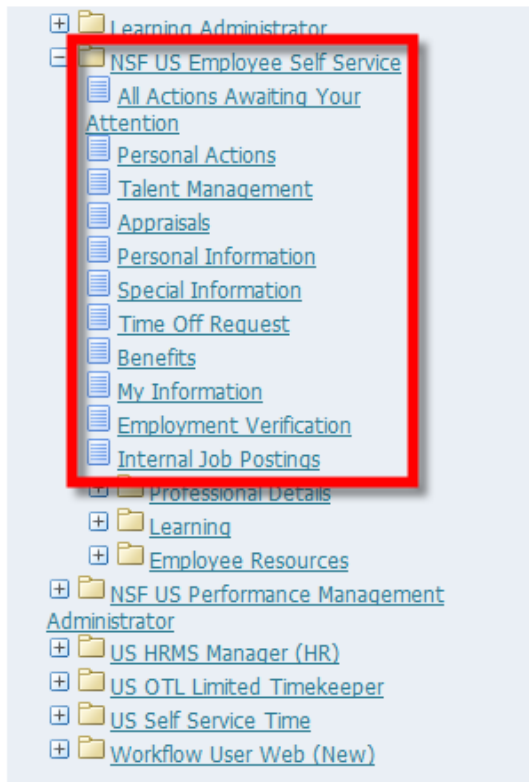 Learning Administrator
NSF US Employee Self Service
All Actions Awaiting Your
Attention
Personal Actions
Talent Management
Appraisals
Personal Information
Special Information
Time Off Request
Benefits
My Information
Employment Verification
Internal Job Postings
Professional Details
Learning
Employee Resources
NSF US Performance Management
Administrator
US HRMS Manager (HR)
US OTL Limited Timekeeper
US Self Service Time
Workflow User Web (New)